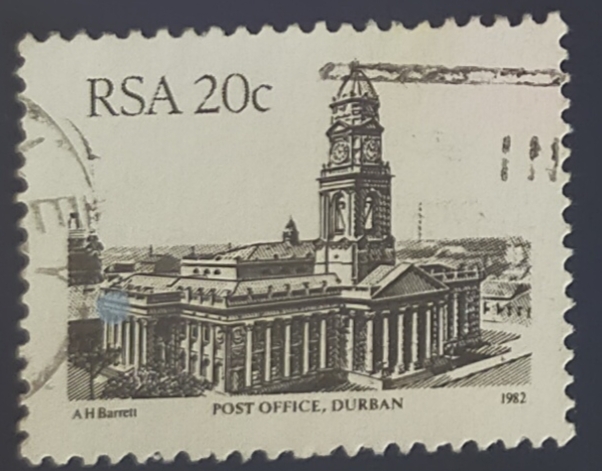 RSA 20c
A H Barrett
POST OFFICE, DURBAN
1982